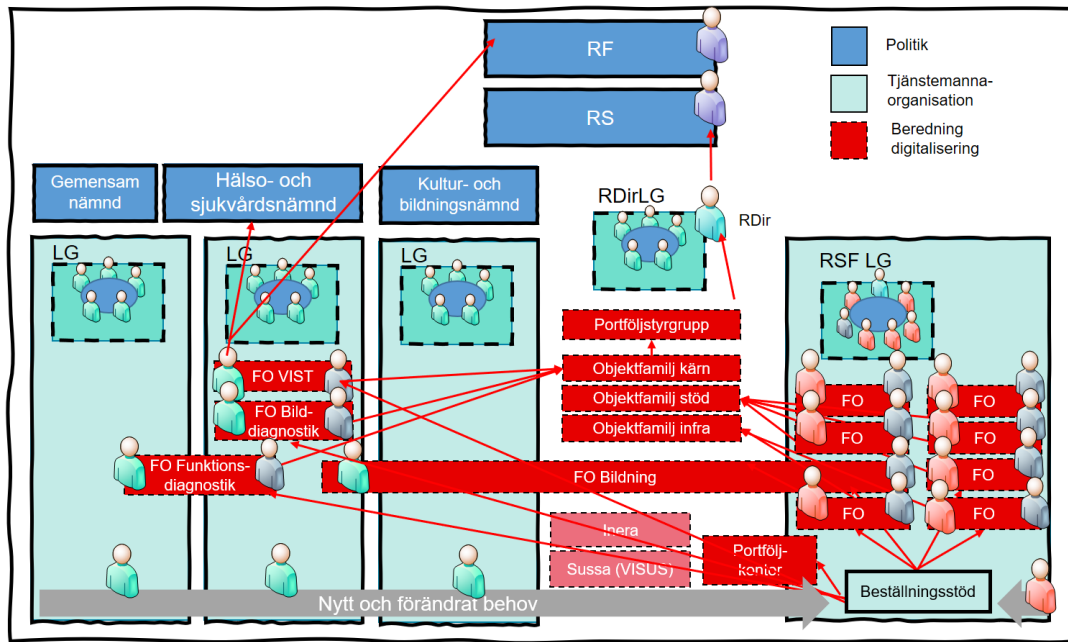 RF
RS
Politik
Tjänstemanna-
organisation
Beredning
digitalisering
Gemensam
nämnd
Hälso- och
sjukvårdsnämnd
Kultur- och
bildningsnämnd
RDirLG
RDir
LG
LG
LG
RSF LG
Portföljstyrgrupp
FO VIST
Objektfamilj kärn
Objektfamilj stöd
Objektfamilj infra
FO Bild-
diagnostik
FO Funktions-
diagnostik
FO Bildning
FO
FO
FO
FO
FO
FO
FO
Inera
Sussa (VISUS)
Portfölj-
kontor
Beställningsstöd
Nytt och förändrat behov